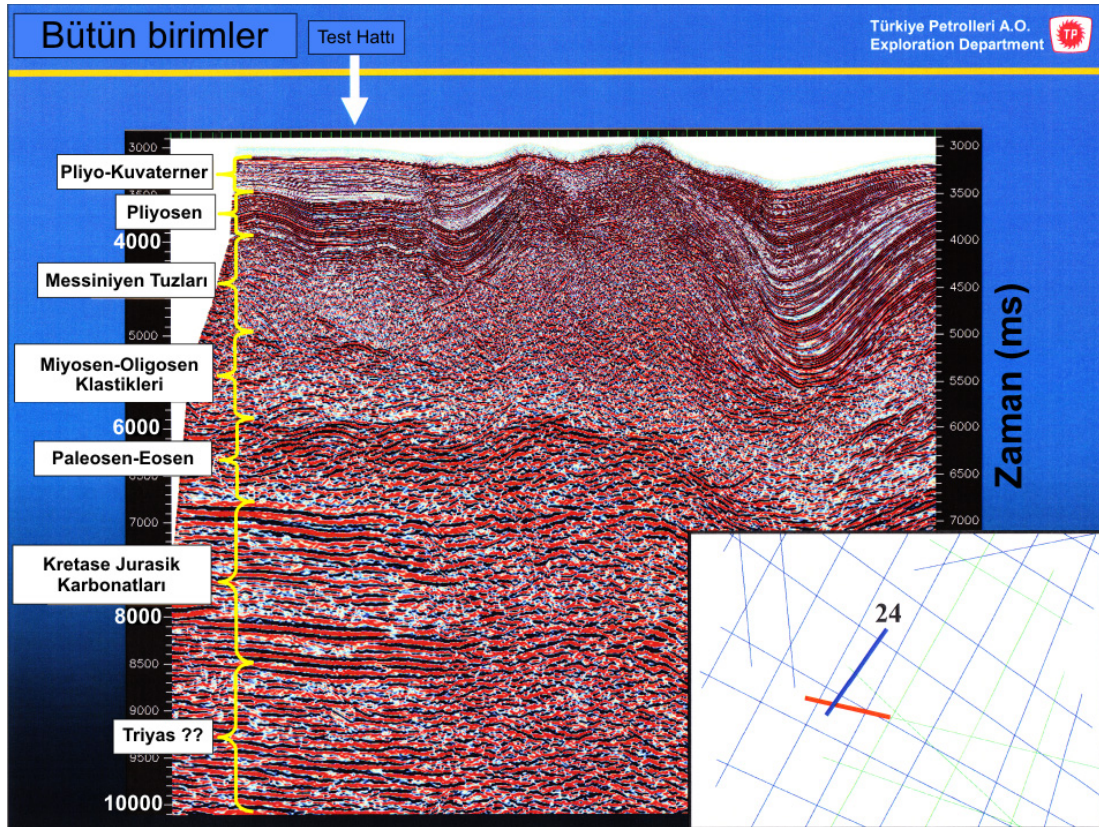 Bütün birimler
Test Hattı
Türkiye Petrolleri A.O.
Exploration Department
TP
Pliyo-Kuvaterner
Pliyosen
Messiniyen Tuzları
Miyosen-Oligosen
Klastikleri
Paleosen-Eosen
Kretase Jurasik
Karbonatları
Triyas ??
3000
4000
5000
6000
6500
7000
8000
8500
9000
9500
10000
3000
3500
4000
4500
5000
5500
6000
6500
7000
Zaman (ms)
24